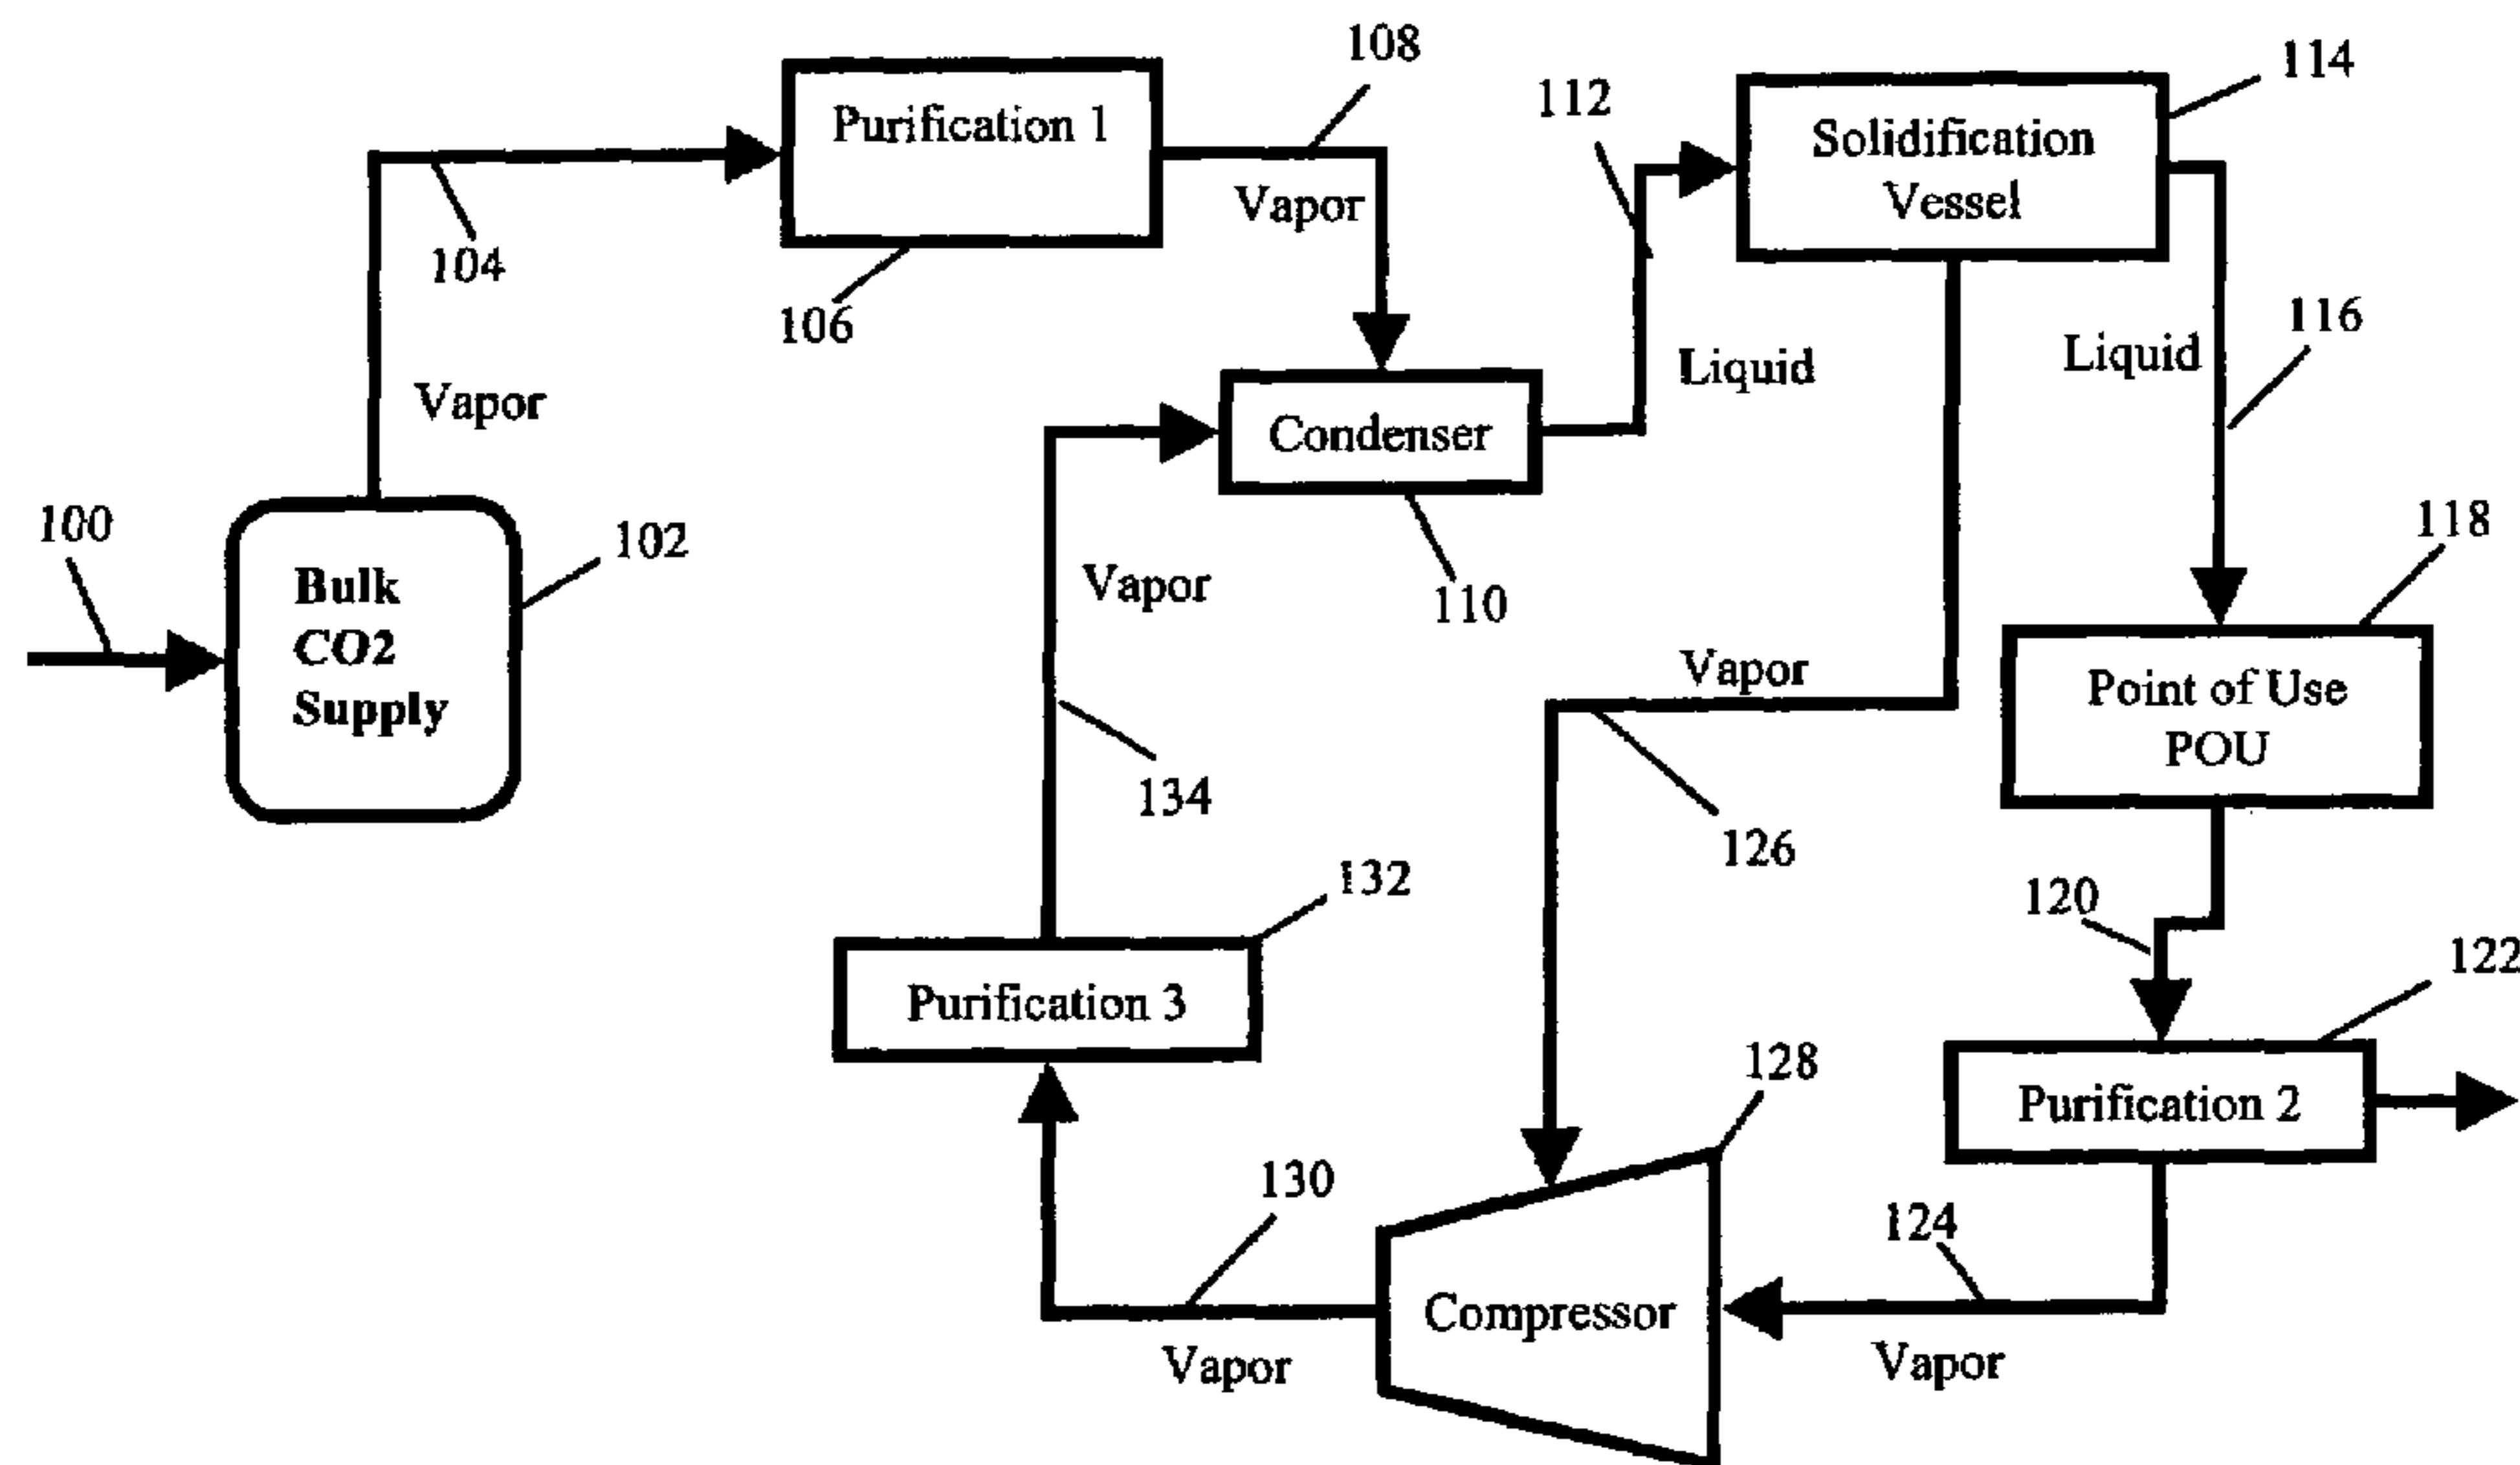 108
114
112
Purification 1
Solidification
Vessel
Vapor
104
106
116
Liquid
Liquid
Vapor
Condenser
100
102
118
Bulk
CO2
Supply
Vapor
110
Vapor
Point of Use
POU
134
126
132
120
122
Purification 3
128
Purification 2
130
124
Compressor
Vapor
Vapor